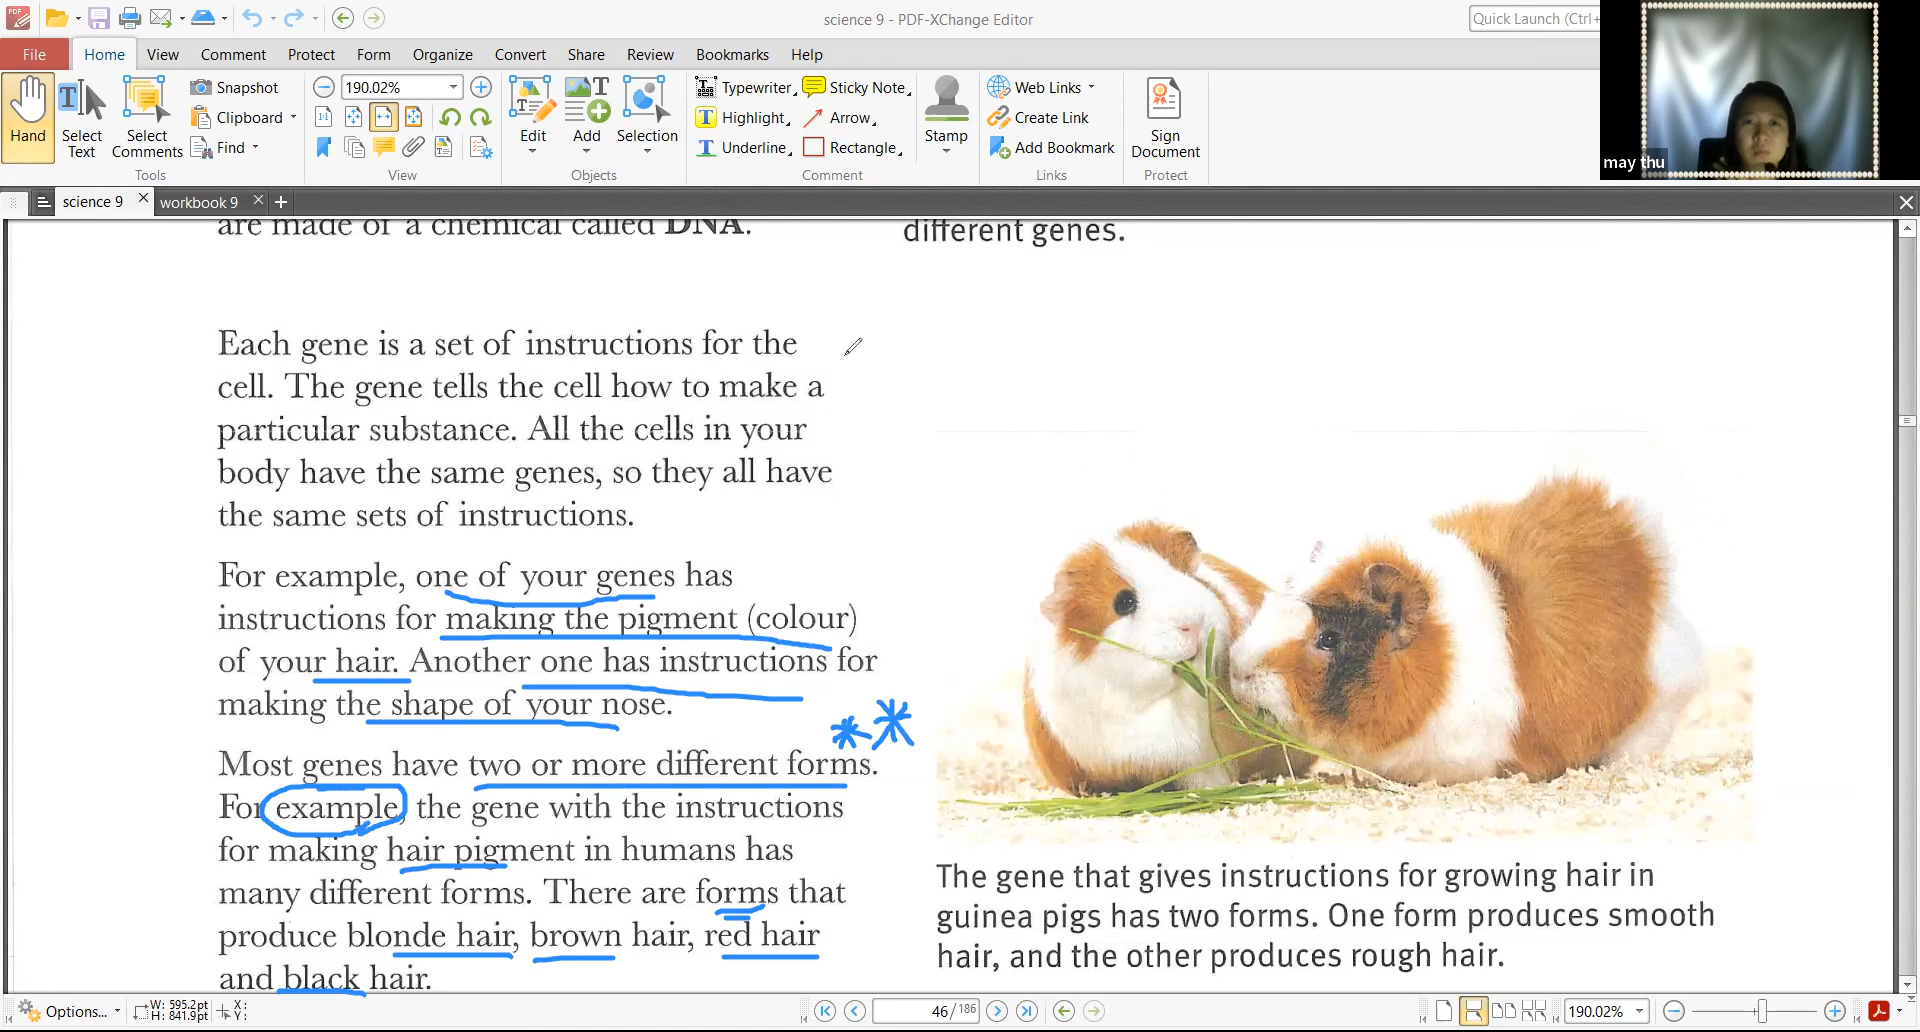 science 9 - PDF-XChange Editor
Quick Launch (Ctrl+
File
Home
View
Comment
Protect
Form
Organize
Convert
Share
Review
Bookmarks
Help
Hand
Select Text
Select Comments
Snapshot
Clipboard
Find
Tools
190.02%
View
Edit
Add
Selection
Objects
Typewriter
Highlight
Underline
Sticky Note
Arrow
Rectangle
Stamp
Comment
Web Links
Create Link
Add Bookmark
Links
Sign Document
Protect
may thu
science 9
workbook 9
are made of a chemical called DNA.
Each gene is a set of instructions for the
cell. The gene tells the cell how to make a
particular substance. All the cells in your
body have the same genes, so they all have
the same sets of instructions.
For example, one of your genes has
instructions for making the pigment (colour)
of your hair. Another one has instructions for
making the shape of your nose.
Most genes have two or more different forms.
For example, the gene with the instructions
for making hair pigment in humans has
many different forms. There are forms that
produce blonde hair, brown hair, red hair
and black hair.
different genes.
The gene that gives instructions for growing hair in
guinea pigs has two forms. One form produces smooth
hair, and the other produces rough hair.
Options...
W: 595.2pt
H: 841.9pt
X:
Y:
46 / 186
190.02%